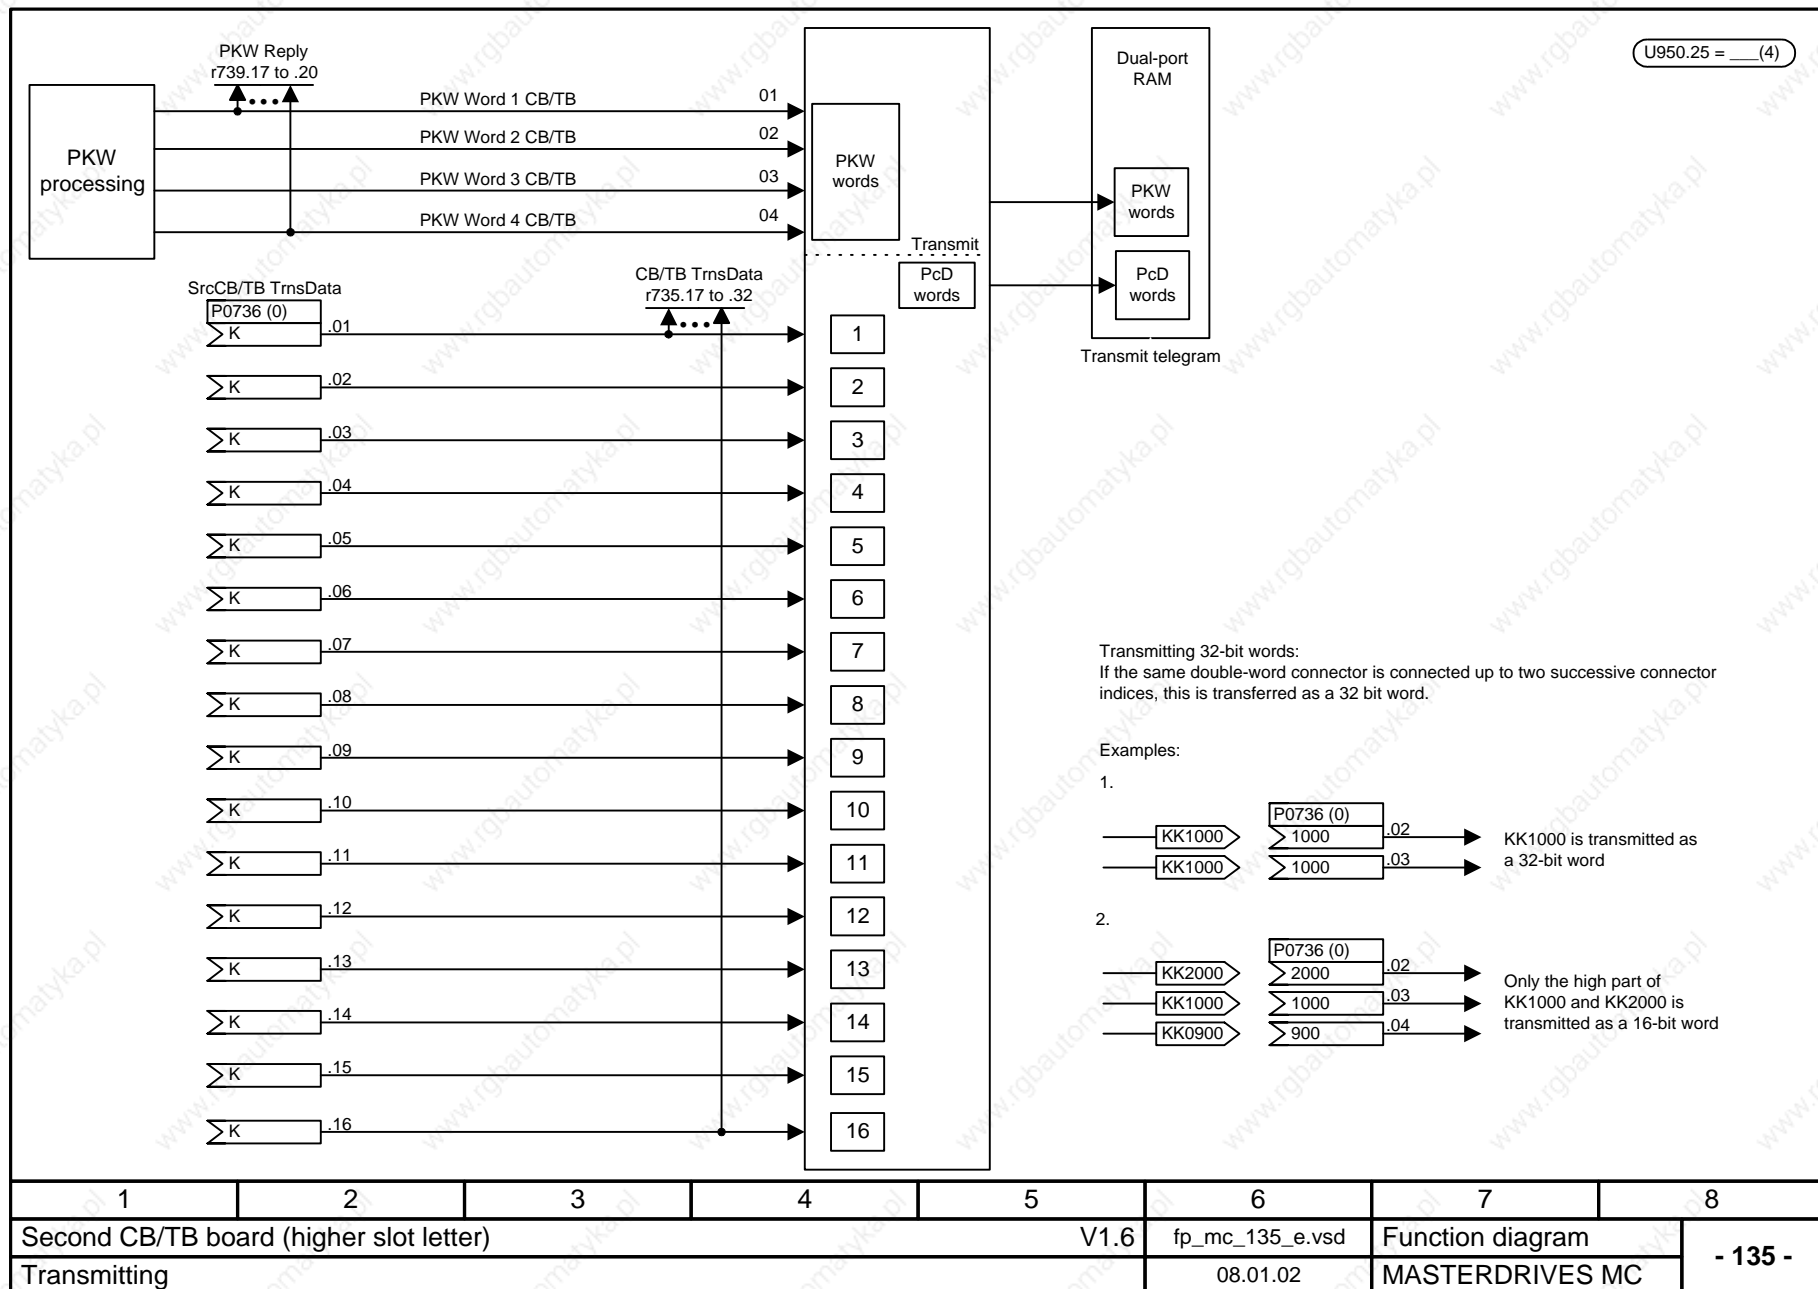 U950.25 = ___(4)
PKW Reply
r739.17 to .20
PKW
processing
PKW Word 1 CB/TB
01
PKW Word 2 CB/TB
02
PKW Word 3 CB/TB
03
PKW Word 4 CB/TB
04
PKW
words
Transmit
PcD
words
Dual-port
RAM
PKW
words
PcD
words
Transmit telegram
SrcCB/TB TrnsData
P0736 (0)
CB/TB TrnsData
r735.17 to .32
K .01 1
K .02 2
K .03 3
K .04 4
K .05 5
K .06 6
K .07 7
K .08 8
K .09 9
K .10 10
K .11 11
K .12 12
K .13 13
K .14 14
K .15 15
K .16 16
Transmitting 32-bit words:
If the same double-word connector is connected up to two successive connector
indices, this is transferred as a 32 bit word.
Examples:
1.
P0736 (0)
KK1000 1000 .02
KK1000 1000 .03
KK1000 is transmitted as
a 32-bit word
2.
P0736 (0)
KK2000 2000 .02
KK1000 1000 .03
KK0900 900 .04
Only the high part of
KK1000 and KK2000 is
transmitted as a 16-bit word
1 2 3 4 5 6 7 8
Second CB/TB board (higher slot letter) V1.6 fp_mc_135_e.vsd Function diagram
- 135 -
Transmitting 08.01.02 MASTERDRIVES MC
www.rgbautomatyka.pl